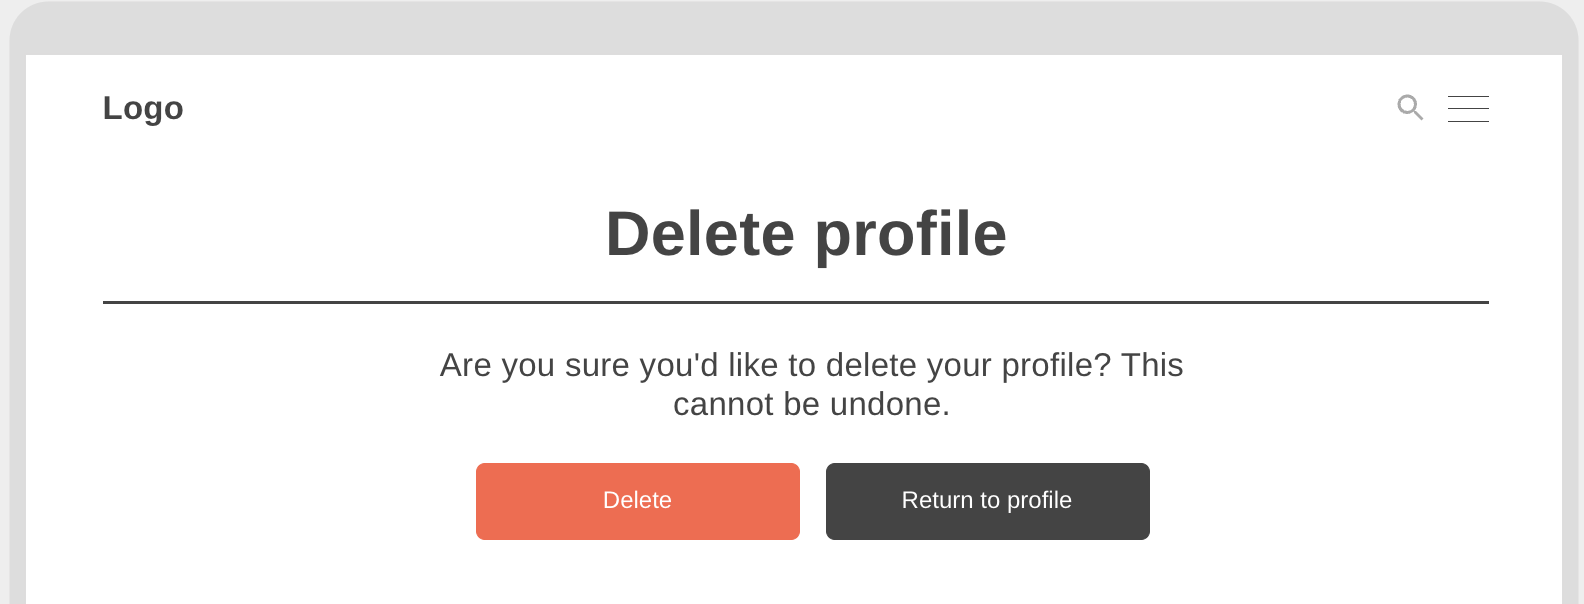 Logo
Delete profile
Are you sure you'd like to delete your profile? This
cannot be undone.
Delete
Return to profile